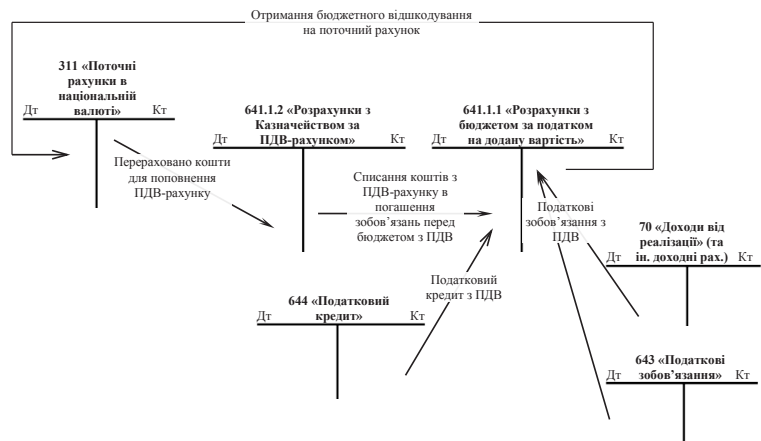 Отримання бюджетного відшкодування
на поточний рахунок
311 «Поточні
рахунки в
національній
валюті»
Дт Кт
641.1.2 «Розрахунки з
Казначейством за
ПДВ-рахунком»
Дт Кт
641.1.1 «Розрахунки з
бюджетом за податком
на додану вартість»
Дт Кт
Перераховано кошти
для поповнення
ПДВ-рахунку
Списання коштів з
ПДВ-рахунку в
погашення
зобов’язань перед
бюджетом з ПДВ
Податкові
зобов’язання з
ПДВ
70 «Доходи від
реалізації» (та
ін. доходні рах.)
Дт Кт
Податковий
кредит з ПДВ
644 «Податковий
кредит»
Дт Кт
643 «Податкові
зобов’язання»
Дт Кт